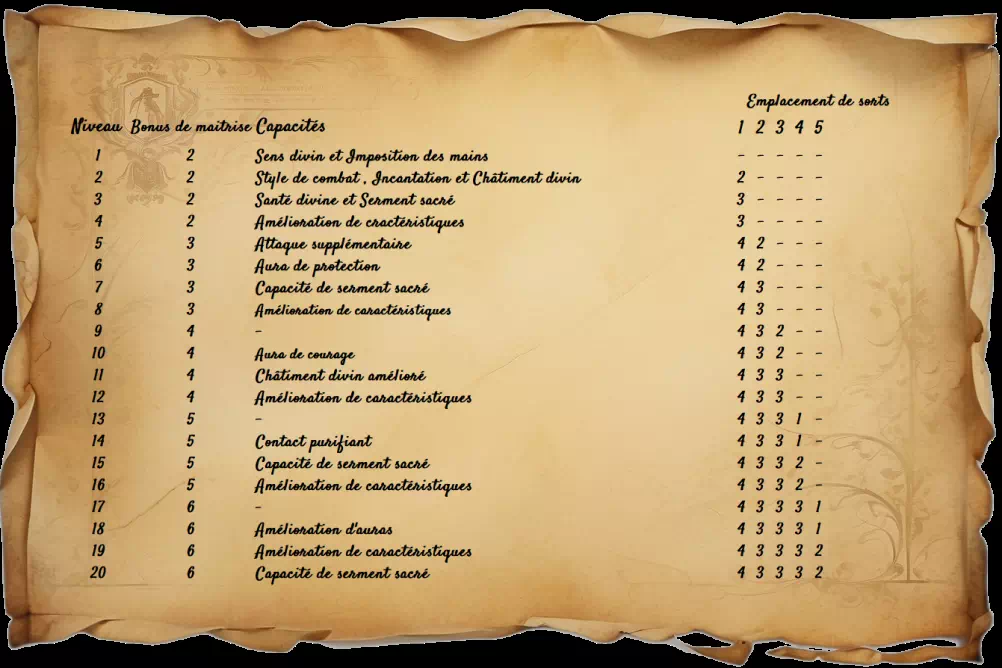 Emplacement de sorts
Niveau Bonus de maitrise Capacités 1 2 3 4 5
1 2 Sens divin et Imposition des mains - - - - -
2 2 Style de combat , Incantation et Châtiment divin 2 - - - -
3 2 Santé divine et Serment sacré 3 - - - -
4 2 Amélioration de cractéristiques 3 - - - -
5 3 Attaque supplémentaire 4 2 - - -
6 3 Aura de protection 4 2 - - -
7 3 Capacité de serment sacré 4 3 - - -
8 3 Amélioration de caractéristiques 4 3 - - -
9 4 - 4 3 2 - -
10 4 Aura de courage 4 3 2 - -
11 4 Châtiment divin amélioré 4 3 3 - -
12 4 Amélioration de caractéristiques 4 3 3 - -
13 5 - 4 3 3 1 -
14 5 Contact purifiant 4 3 3 1 -
15 5 Capacité de serment sacré 4 3 3 2 -
16 5 Amélioration de caractéristiques 4 3 3 2 -
17 6 - 4 3 3 3 1
18 6 Amélioration d'auras 4 3 3 3 1
19 6 Amélioration de caractéristiques 4 3 3 3 2
20 6 Capacité de serment sacré 4 3 3 3 2